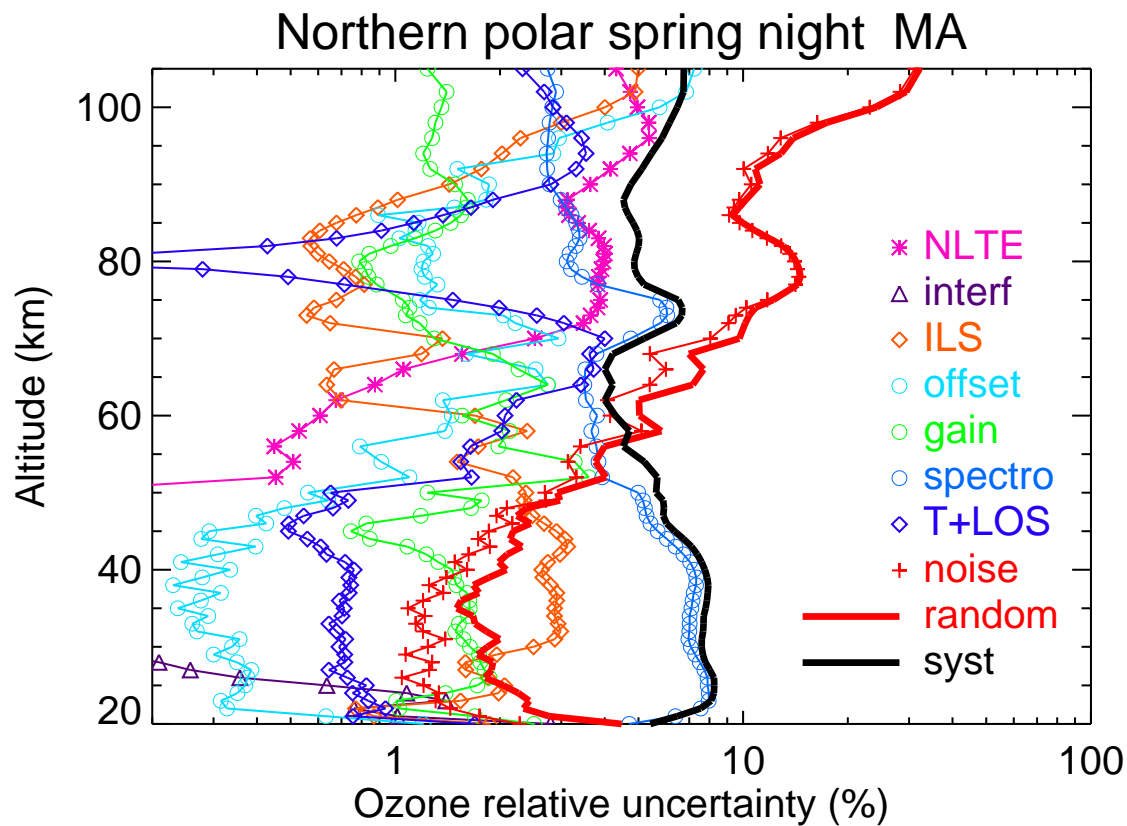 Northern polar spring night  MA
Altitude (km)
100
80
60
40
20
NLTE
interf
ILS
offset
gain
spectro
T+LOS
noise
random
syst
1
10
100
Ozone relative uncertainty (%)